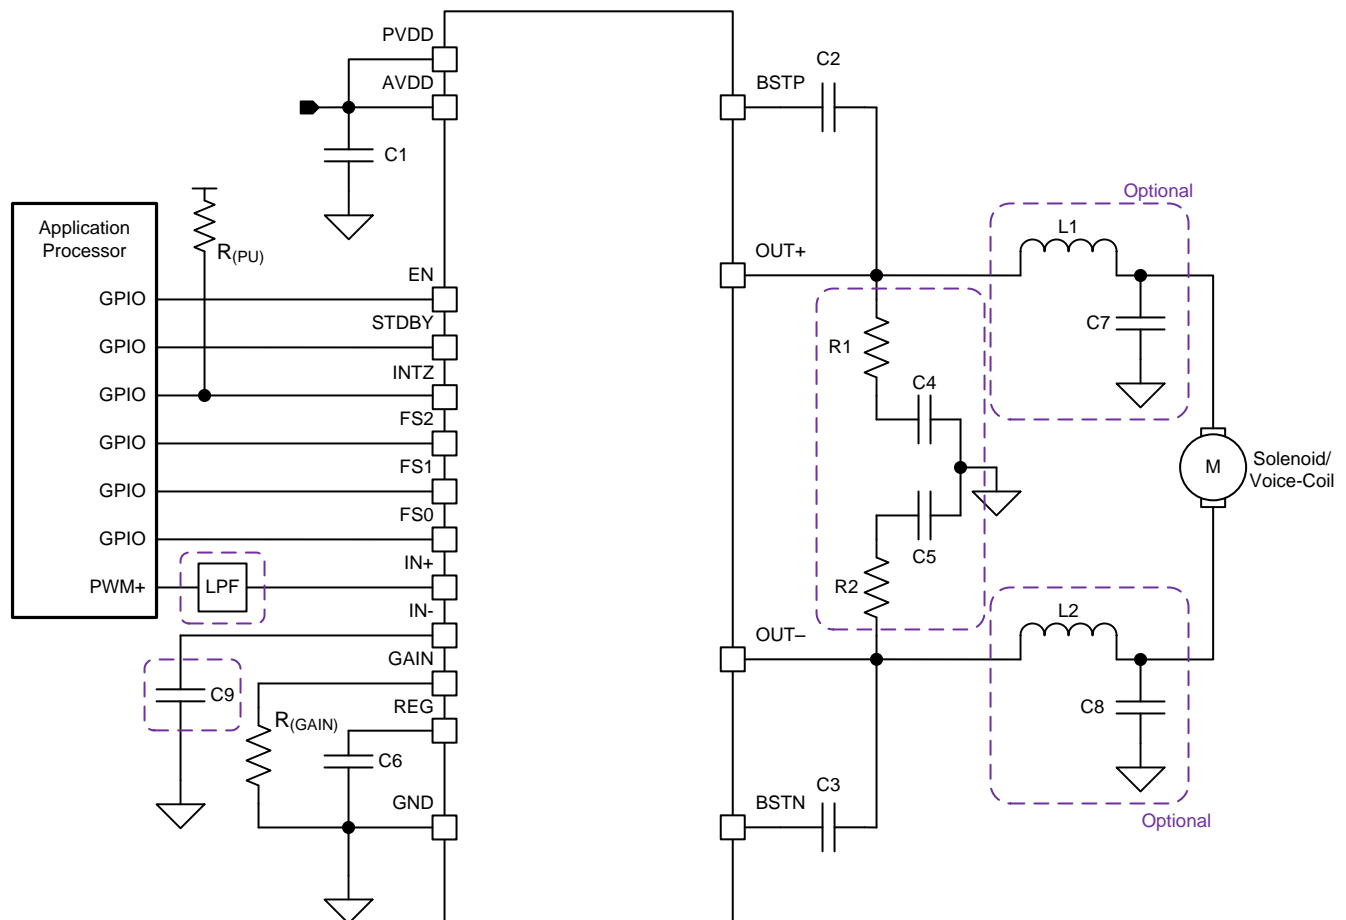 PVDD
AVDD
C1
BSTP
C2
Application
Processor
R(PU)
Optional
L1
OUT+
EN
GPIO
STDBY
GPIO
C7
R1
INTZ
GPIO
C4
FS2
GPIO
FS1
GPIO
M
Solenoid/
Voice-Coil
FS0
GPIO
C5
IN+
PWM+
LPF
R2
IN-
L2
OUT–
GAIN
C9
REG
R(GAIN)
C8
C6
GND
BSTN
C3
Optional